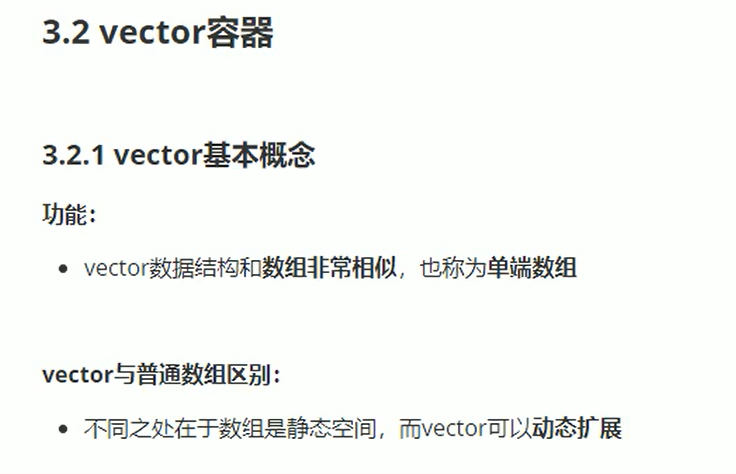 3.2 vector容器
3.2.1 vector基本概念
功能：
vector数据结构和数组非常相似，也称为单端数组
vector与普通数组区别：
不同之处在于数组是静态空间，而vector可以动态扩展